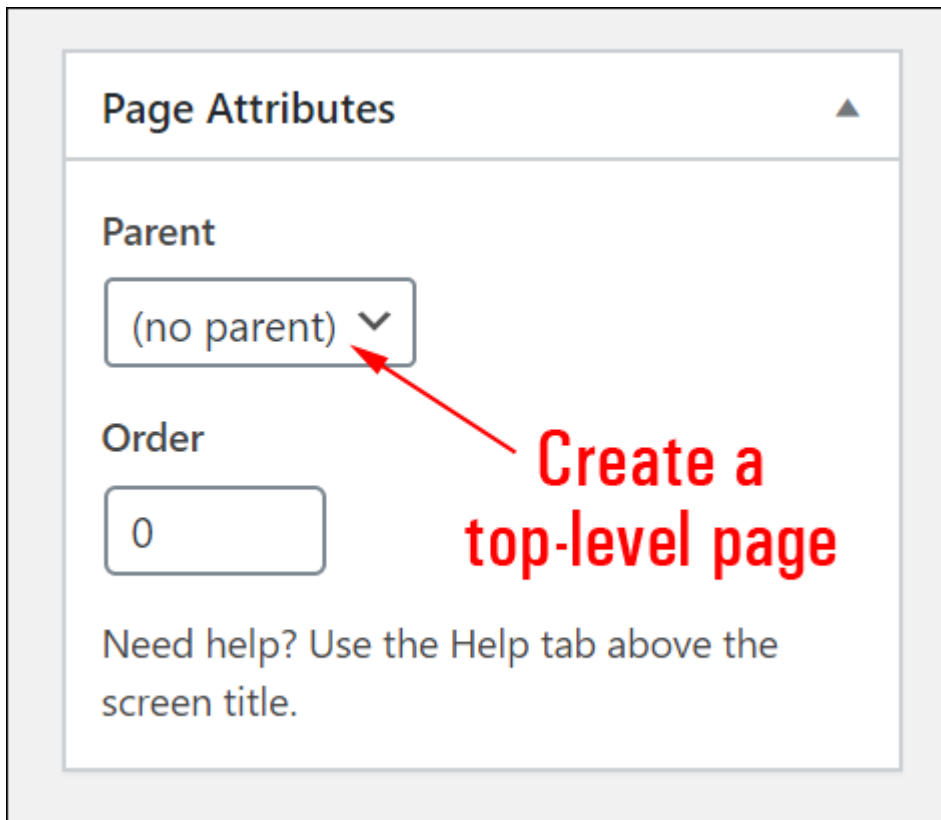 Page Attributes
Parent
(no parent)
Order
Create a
top-level page
0
Need help? Use the Help tab above the
screen title.